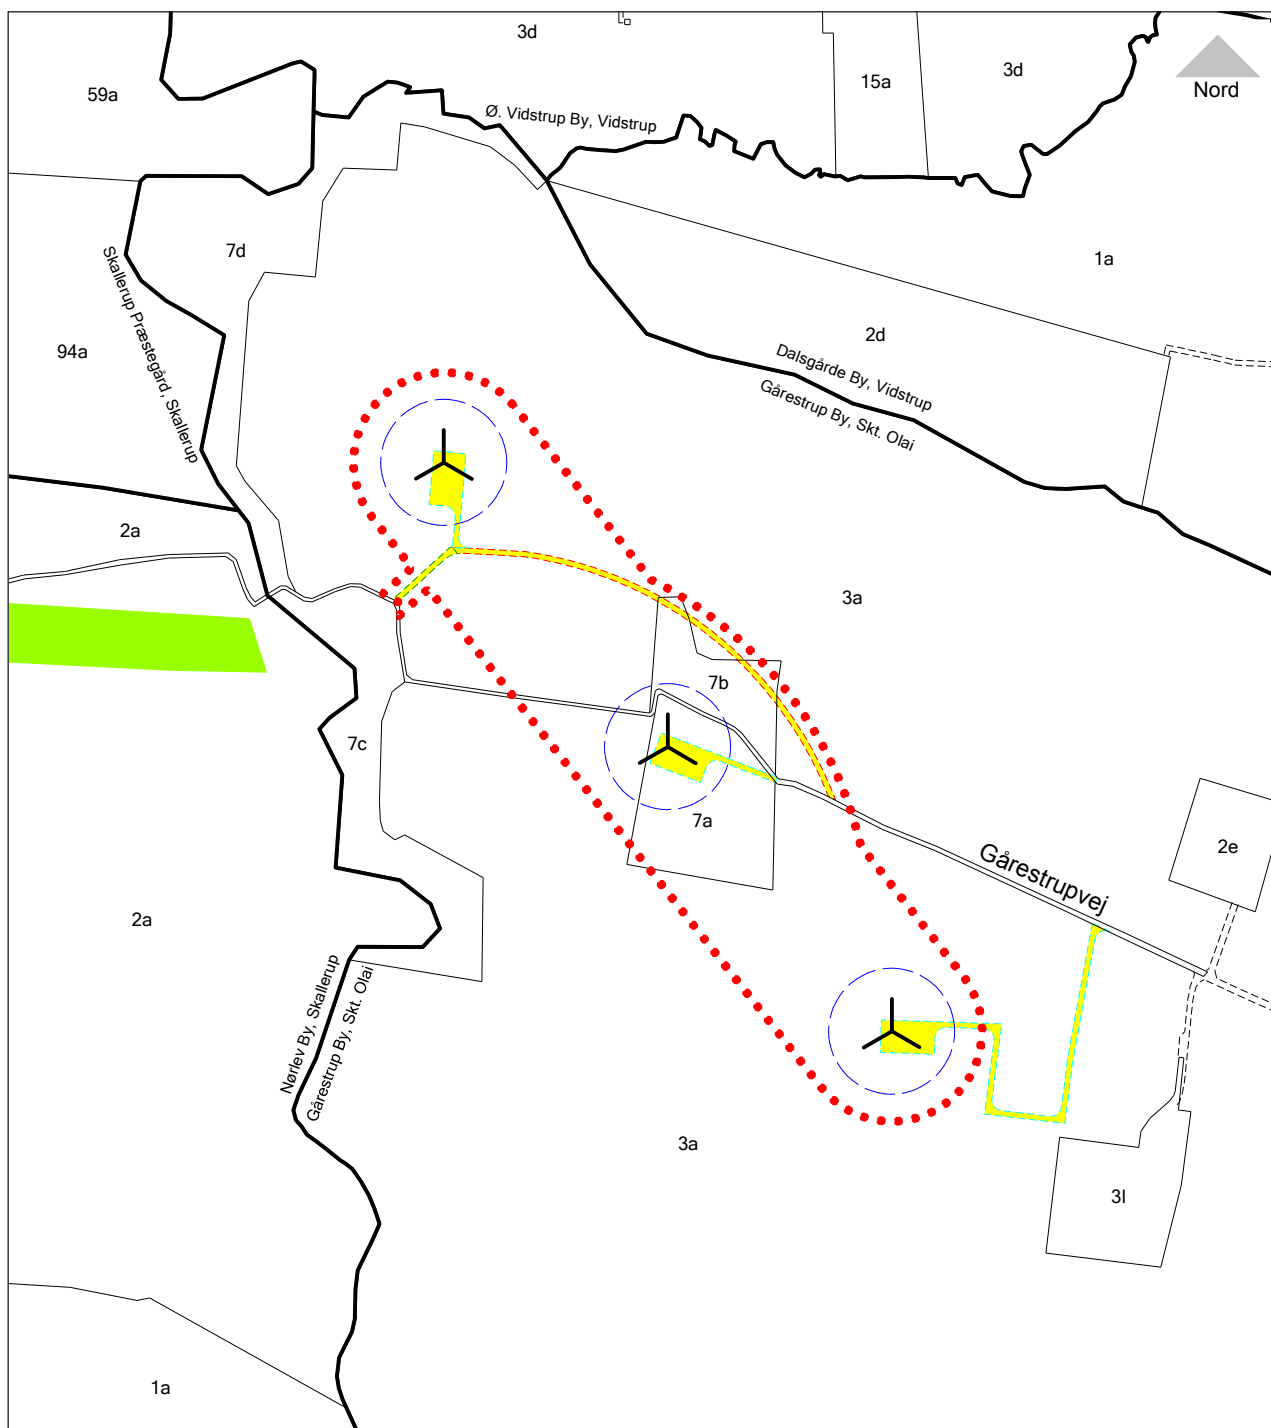 3d
15a
3d
59a
Nord
Ø. Vidstrup By, Vidstrup
7d
1a
Skallerup Præstegård, Skallerup
94a
2d
Dalsgårde By, Vidstrup
Gårestrup By, Skt. Olai
2a
3a
7b
7c
7a
Gårestrupvej
2e
2a
Nørlev By, Skallerup
Gårestrup By, Skt. Olai
3a
3l
1a